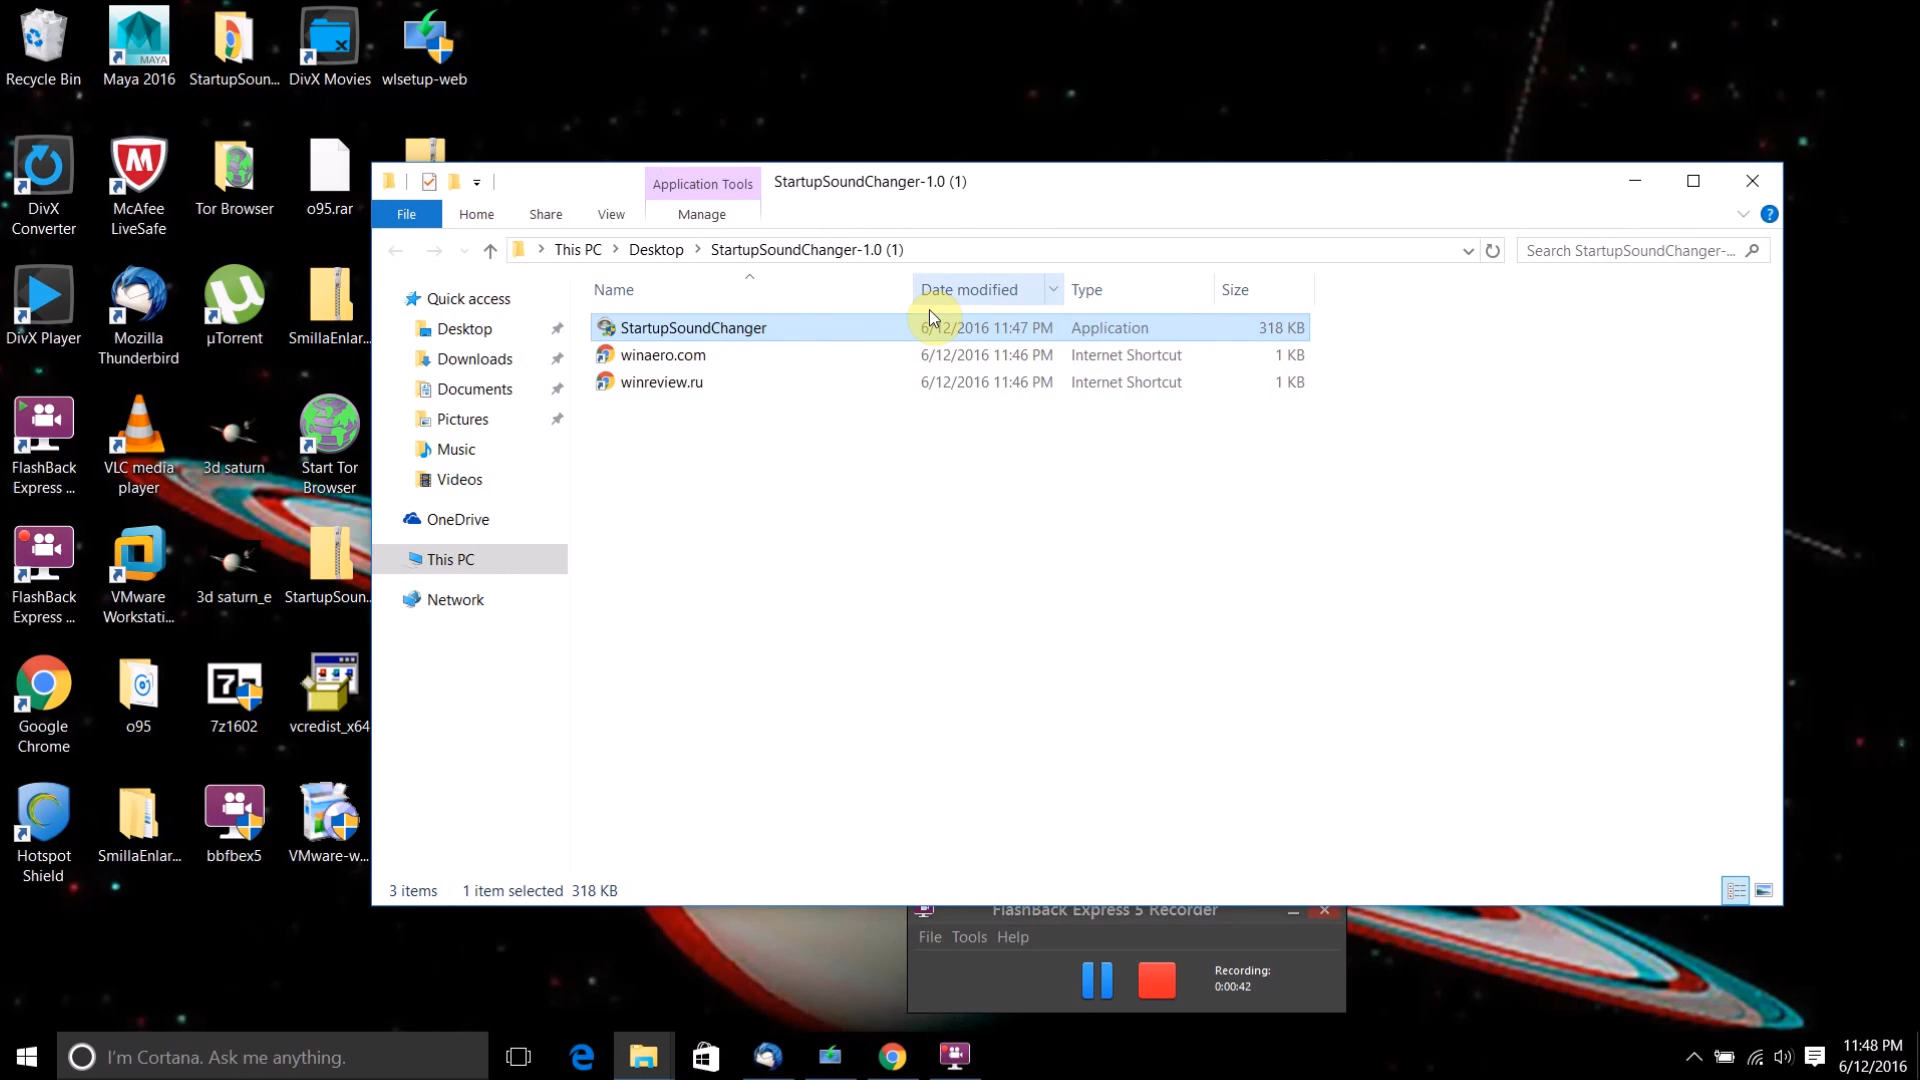 Recycle Bin
Maya 2016
StartupSoun...
DivX Movies
wlsetup-web
MAYA
DivX
Converter
McAfee
LiveSafe
Tor Browser
o95.rar
DivX Player
Mozilla
Thunderbird
µTorrent
SmillaEnlar...
FlashBack
Express ...
VLC media
player
3d saturn
Start Tor
Browser
FlashBack
Express ...
VMware
Workstati...
3d saturn_e
StartupSoun...
Google
Chrome
o95
7z1602
vcredist_x64
Hotspot
Shield
SmillaEnlar...
bbfbex5
VMware-w...
Application Tools
StartupSoundChanger-1.0 (1)
File
Home
Share
View
Manage
This PC
Desktop
StartupSoundChanger-1.0 (1)
Search StartupSoundChanger-...
Name
Date modified
Type
Size
StartupSoundChanger
6/12/2016 11:47 PM
Application
318 KB
winaero.com
6/12/2016 11:46 PM
Internet Shortcut
1 KB
winreview.ru
6/12/2016 11:46 PM
Internet Shortcut
1 KB
Quick access
Desktop
Downloads
Documents
Pictures
Music
Videos
OneDrive
This PC
Network
3 items
1 item selected 318 KB
FlashBack Express 5 Recorder
File Tools Help
Recording:
0:00:42
I'm Cortana. Ask me anything.
11:48 PM
6/12/2016